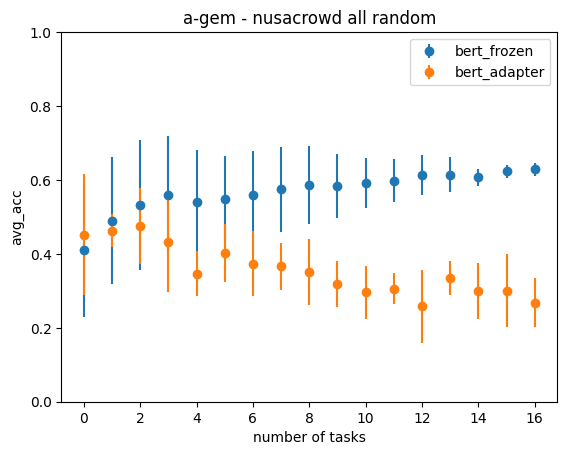 a-gem - nusacrowd all random
bert_frozen
bert_adapter
1.0
0.8
0.6
0.4
0.2
0.0
avg_acc
0 2 4 6 8 10 12 14 16
number of tasks